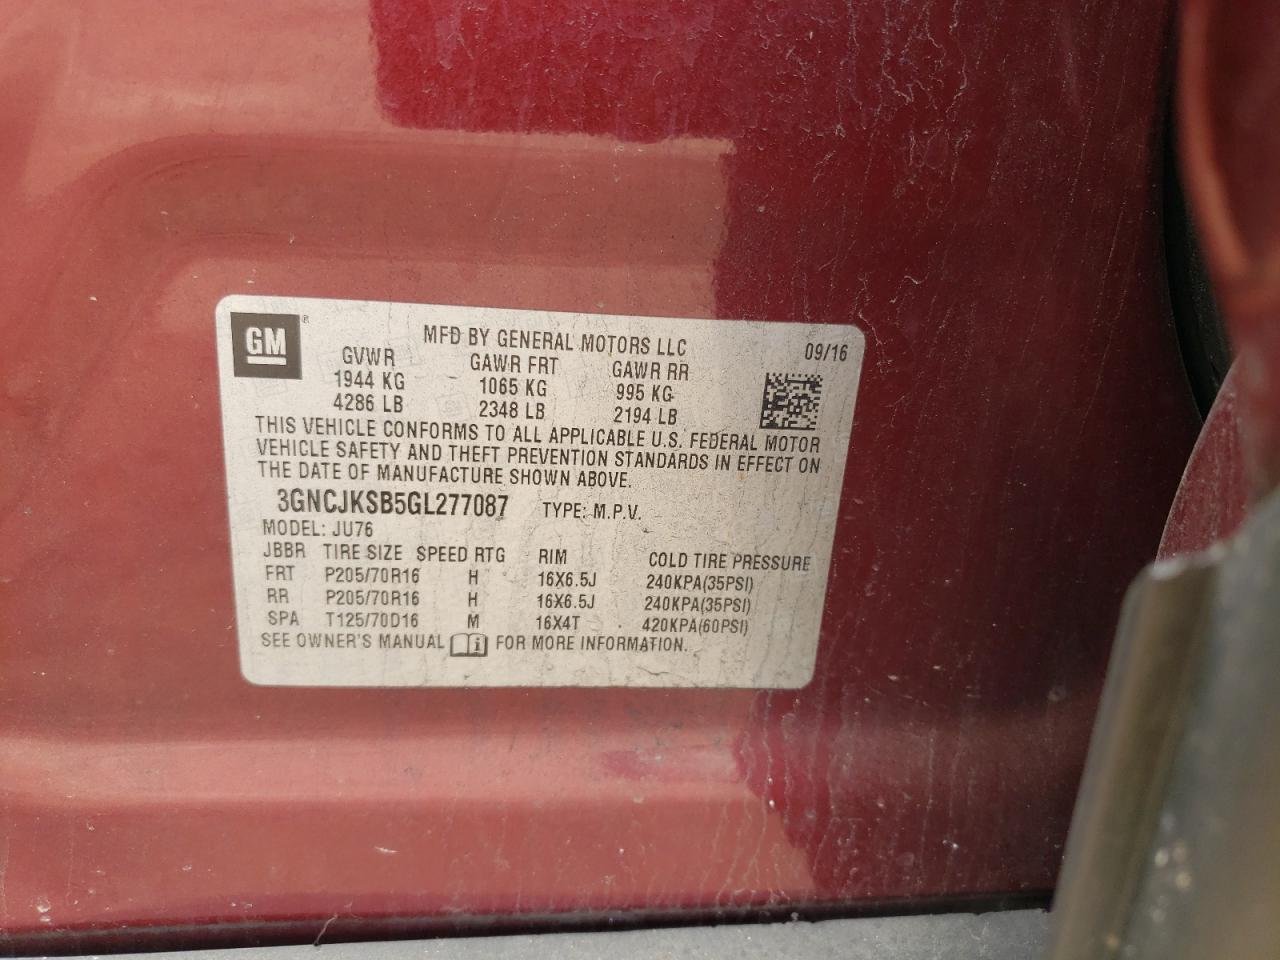 GM®
MFD BY GENERAL MOTORS LLC 09/16
GVWR GAWR FRT GAWR RR
1944 KG 1065 KG 995 KG
4286 LB 2348 LB 2194 LB
THIS VEHICLE CONFORMS TO ALL APPLICABLE U.S. FEDERAL MOTOR
VEHICLE SAFETY AND THEFT PREVENTION STANDARDS IN EFFECT ON
THE DATE OF MANUFACTURE SHOWN ABOVE.
3GNCJKSB5GL277087 TYPE: M.P.V.
MODEL: JU76
JBBR TIRE SIZE SPEED RTG RIM COLD TIRE PRESSURE
FRT P205/70R16 H 16X6.5J 240KPA(35PSI)
RR P205/70R16 H 16X6.5J 240KPA(35PSI)
SPA T125/70D16 M 16X4T 420KPA(60PSI)
SEE OWNER'S MANUAL FOR MORE INFORMATION.